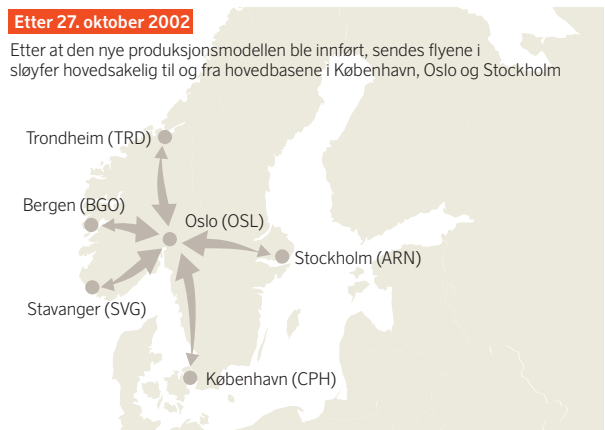 Etter 27. oktober 2002
Etter at den nye produksjonsmodellen ble innført, sendes flyene i
sløyfer hovedsakelig til og fra hovedbasene i København, Oslo og Stockholm
Trondheim (TRD)
Bergen (BGO)
Oslo (OSL)
Stockholm (ARN)
Stavanger (SVG)
København (CPH)